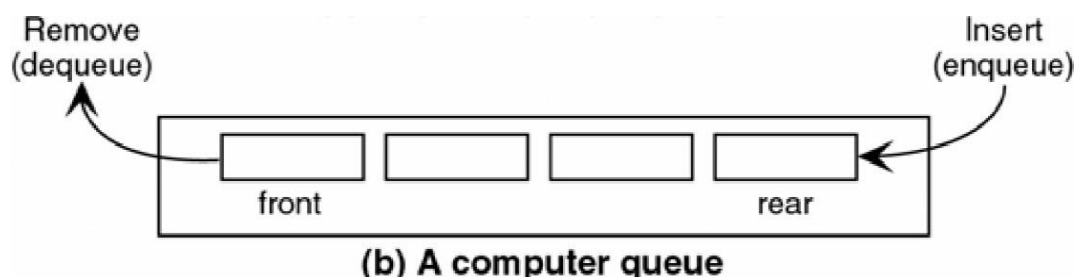 Remove
(dequeue)
Insert
(enqueue)
front
rear
(b) A computer queue